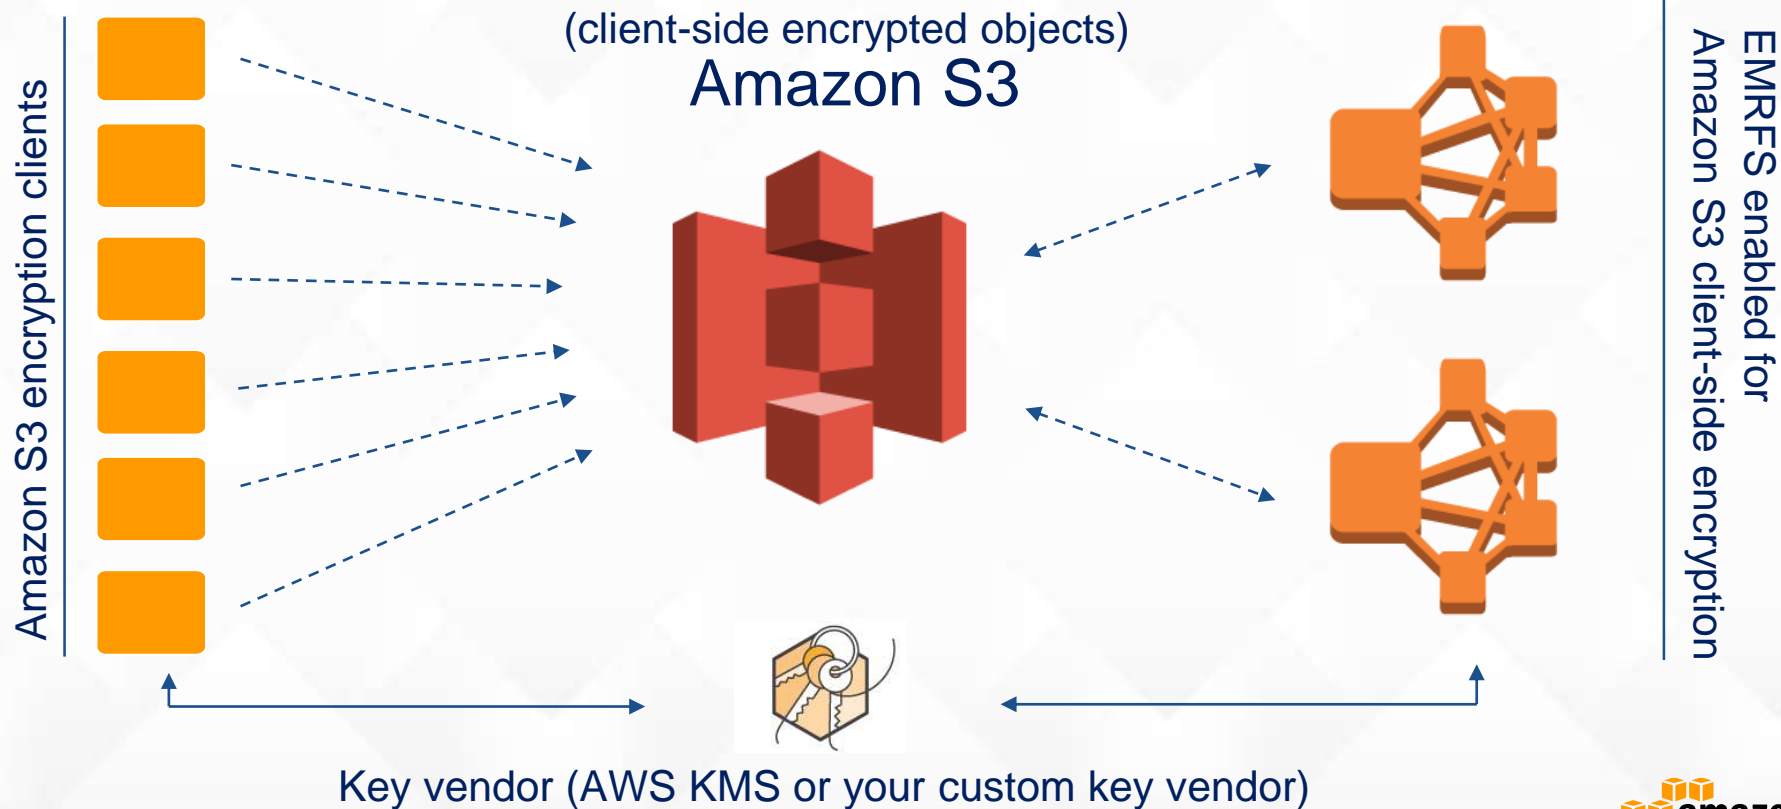 (client-side encrypted objects)
Amazon S3
Amazon S3 encryption clients
EMRFS enabled for
Amazon S3 client-side encryption
Key vendor (AWS KMS or your custom key vendor)